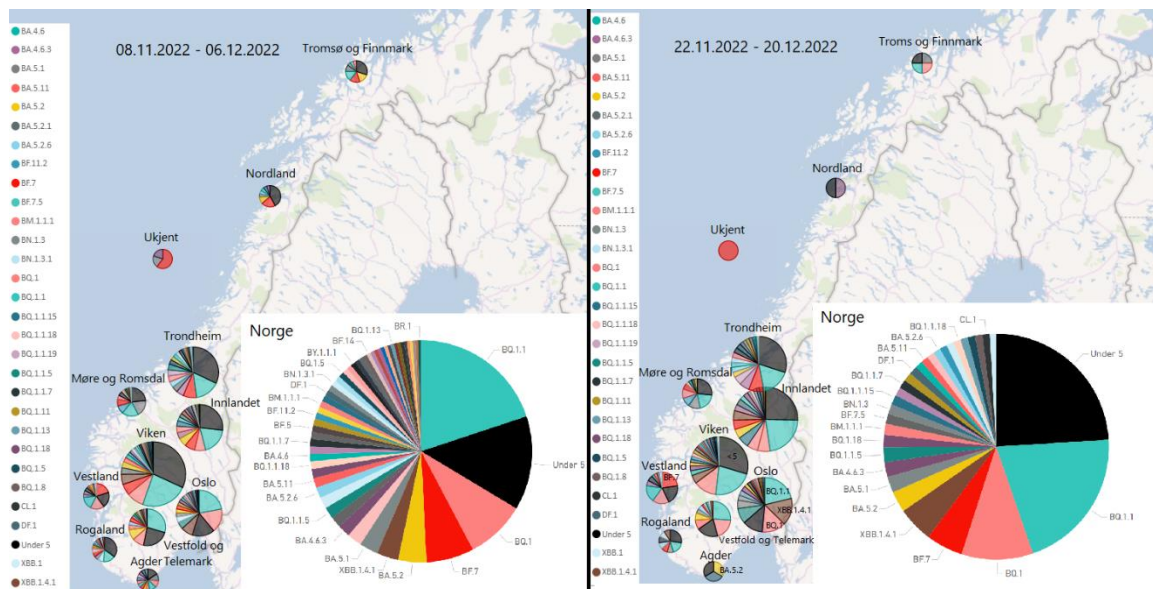 BA.4.6
BA.4.6.3
BA.5.1
BA.5.11
BA.5.2
BA.5.2.1
BA.5.2.6
BF.11.2
BF.7
BF.7.5
BM.1.1.1
BN.1.3
BN.1.3.1
BQ.1
BQ.1.1
BQ.1.1.15
BQ.1.1.18
BQ.1.1.19
BQ.1.1.5
BQ.1.1.7
BQ.1.11
BQ.1.13
BQ.1.18
BQ.1.5
BQ.1.8
CL.1
DF.1
Under 5
XBB.1
XBB.1.4.1
08.11.2022 - 06.12.2022
Tromsø og Finnmark
Nordland
Ukjent
Trondheim
Møre og Romsdal
Innlandet
Viken
Vestland
Oslo
Rogaland
Vestfold og
Telemark
Agder
Norge
BR.1
BQ.1.13
BF.14
BY.1.1.1
BQ.1.5
BN.1.3.1
DF.1
BM.1.1.1
BF.11.2
BF.5
BQ.1.1.7
BA.4.6
BQ.1.1.18
BA.5.11
BA.5.2.6
BQ.1.1.5
BA.4.6.3
BA.5.1
XBB.1.4.1
BA.5.2
BF.7
BQ.1
Under 5
BQ.1.1
BA.4.6
BA.4.6.3
BA.5.1
BA.5.11
BA.5.2
BA.5.2.1
BA.5.2.6
BF.11.2
BF.7
BF.7.5
BM.1.1.1
BN.1.3
BN.1.3.1
BQ.1
BQ.1.1
BQ.1.1.15
BQ.1.1.18
BQ.1.1.19
BQ.1.1.5
BQ.1.1.7
BQ.1.11
BQ.1.13
BQ.1.18
BQ.1.5
BQ.1.8
CL.1
DF.1
Under 5
XBB.1
XBB.1.4.1
22.11.2022 - 20.12.2022
Troms og Finnmark
Nordland
Ukjent
Trondheim
Møre og Romsdal
Innlandet
Viken
<5
Vestland
BF.7
Oslo
BQ.1.1
XBB.1.4.1
BQ.1
Rogaland
Vestfold og Telemark
Agder
BA.5.2
Norge
CL.1
BQ.1.1.18
BA.5.2.6
BA.5.11
DF.1
BQ.1.1.7
BQ.1.1.15
BN.1.3
BF.7.5
BM.1.1.1
BQ.1.18
BQ.1.1.5
BA.4.6.3
BA.5.1
BA.5.2
XBB.1.4.1
BF.7
BQ.1
BQ.1.1
Under 5